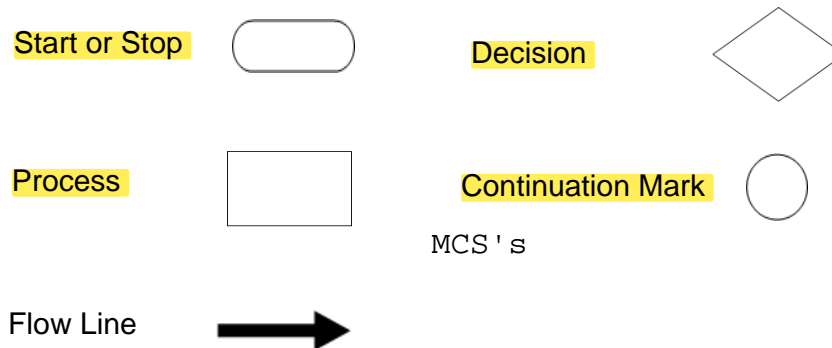 Start or Stop
Decision
Process
Continuation Mark
MCS's
Flow Line